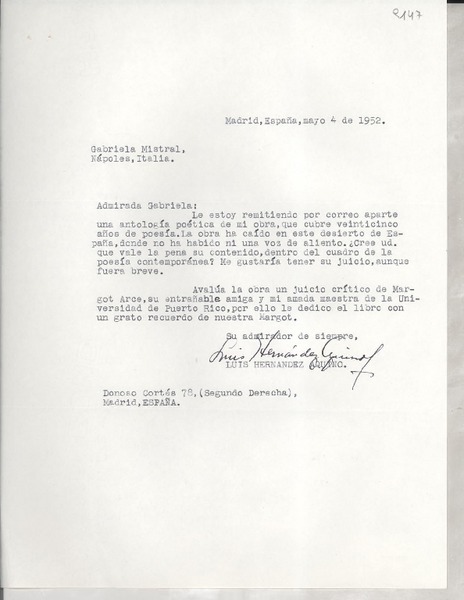 2147
Madrid,España,mayo 4 de 1952.
Gabriela Mistral,
Nápoles,Italia.
Admirada Gabriela:
Le estoy remitiendo por correo aparte
una antología poética de mi obra,que cubre veinticinco
años de poesía.La obra ha caído en este desierto de Es-
paña,donde no ha habido ni una voz de aliento.¿Cree ud.
que vale la pena su contenido,dentro del cuadro de la
poesía contemporánea? Me gustaría tener su juicio,aunque
fuera breve.
Avalúa la obra un juicio crítico de Mar-
got Arce,su entrañable amiga y mi amada maestra de la Uni-
versidad de Puerto Rico,por ello le dedico el libro con
un grato recuerdo de nuestra Margot.
Su admirador de siempre,
Luis Hernández Aquino
LUIS HERNANDEZ AQUINO.
Donoso Cortés 78,(Segundo Derecha),
Madrid,ESPAÑA.